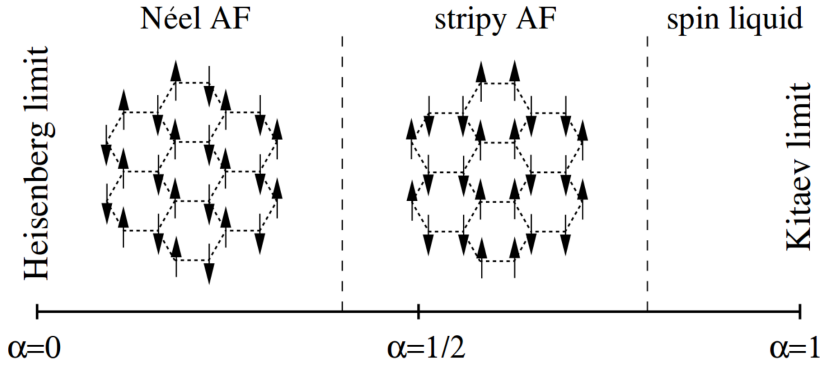 Néel AF
stripy AF
spin liquid
Heisenberg limit
Kitaev limit
α=0
α=1/2
α=1